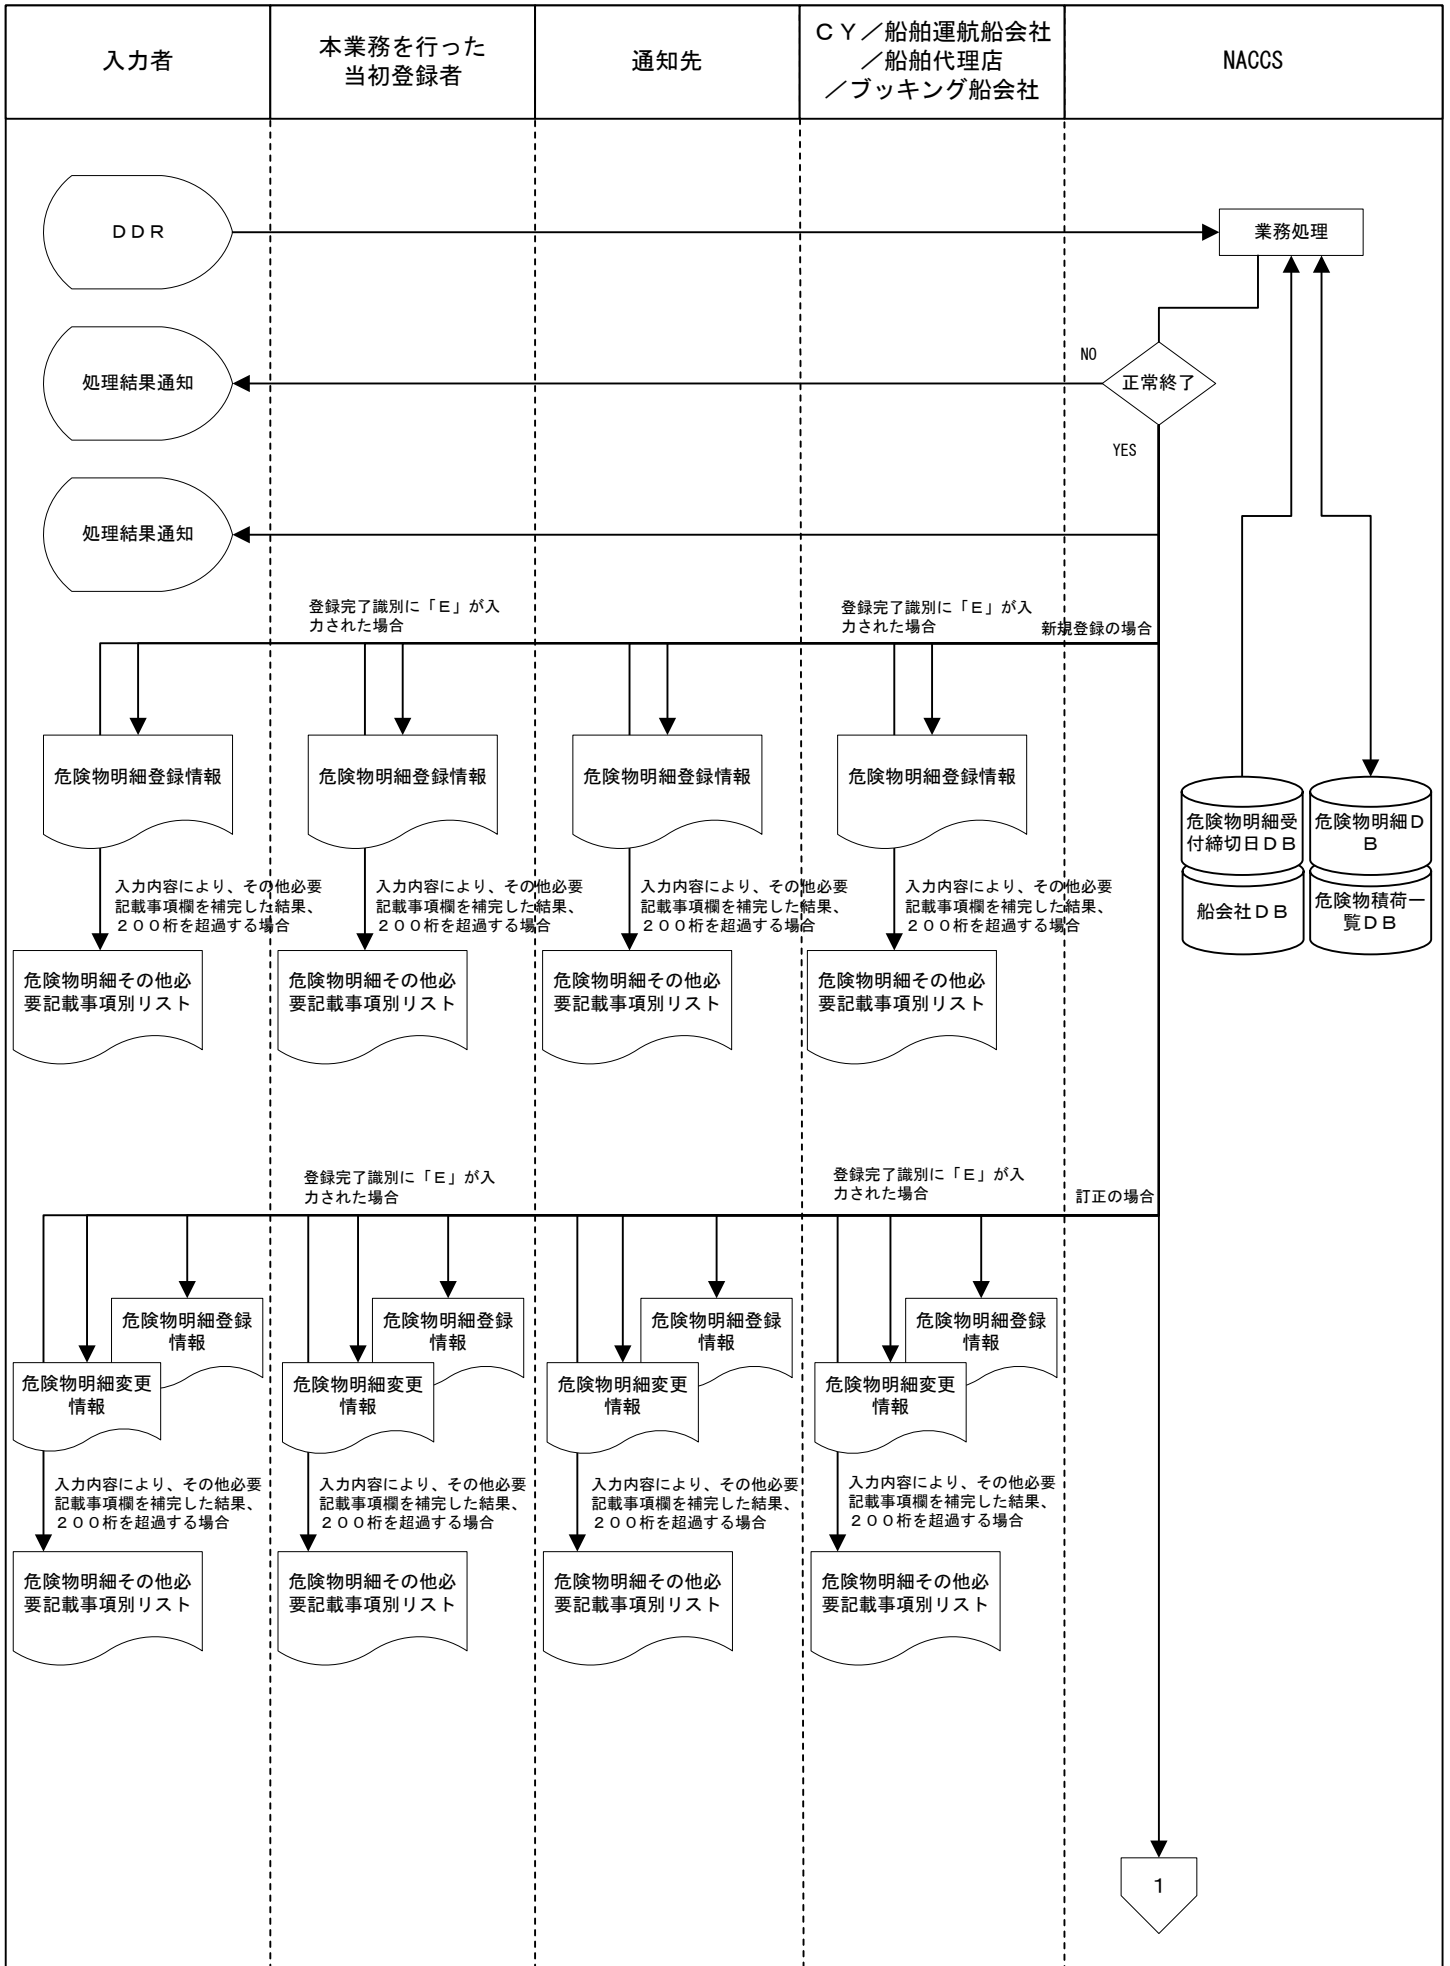 入力者
本業務を行った
当初登録者
通知先
ＣＹ／船舶運航船会社
／船舶代理店
／ブッキング船会社
NACCS
ＤＤＲ
業務処理
処理結果通知
NO
正常終了
YES
処理結果通知
登録完了識別に「Ｅ」が入
力された場合
登録完了識別に「Ｅ」が入
力された場合
新規登録の場合
危険物明細登録情報
危険物明細登録情報
危険物明細登録情報
危険物明細登録情報
危険物明細受
付締切日ＤＢ
危険物明細Ｄ
Ｂ
船会社ＤＢ
危険物積荷一
覧ＤＢ
入力内容により、その他必要
記載事項欄を補完した結果、
２００桁を超過する場合
入力内容により、その他必要
記載事項欄を補完した結果、
２００桁を超過する場合
入力内容により、その他必要
記載事項欄を補完した結果、
２００桁を超過する場合
入力内容により、その他必要
記載事項欄を補完した結果、
２００桁を超過する場合
危険物明細その他必
要記載事項別リスト
危険物明細その他必
要記載事項別リスト
危険物明細その他必
要記載事項別リスト
危険物明細その他必
要記載事項別リスト
登録完了識別に「Ｅ」が入
力された場合
登録完了識別に「Ｅ」が入
力された場合
訂正の場合
危険物明細登録
情報
危険物明細登録
情報
危険物明細登録
情報
危険物明細登録
情報
危険物明細変更
情報
危険物明細変更
情報
危険物明細変更
情報
危険物明細変更
情報
入力内容により、その他必要
記載事項欄を補完した結果、
２００桁を超過する場合
入力内容により、その他必要
記載事項欄を補完した結果、
２００桁を超過する場合
入力内容により、その他必要
記載事項欄を補完した結果、
２００桁を超過する場合
入力内容により、その他必要
記載事項欄を補完した結果、
２００桁を超過する場合
危険物明細その他必
要記載事項別リスト
危険物明細その他必
要記載事項別リスト
危険物明細その他必
要記載事項別リスト
危険物明細その他必
要記載事項別リスト
１